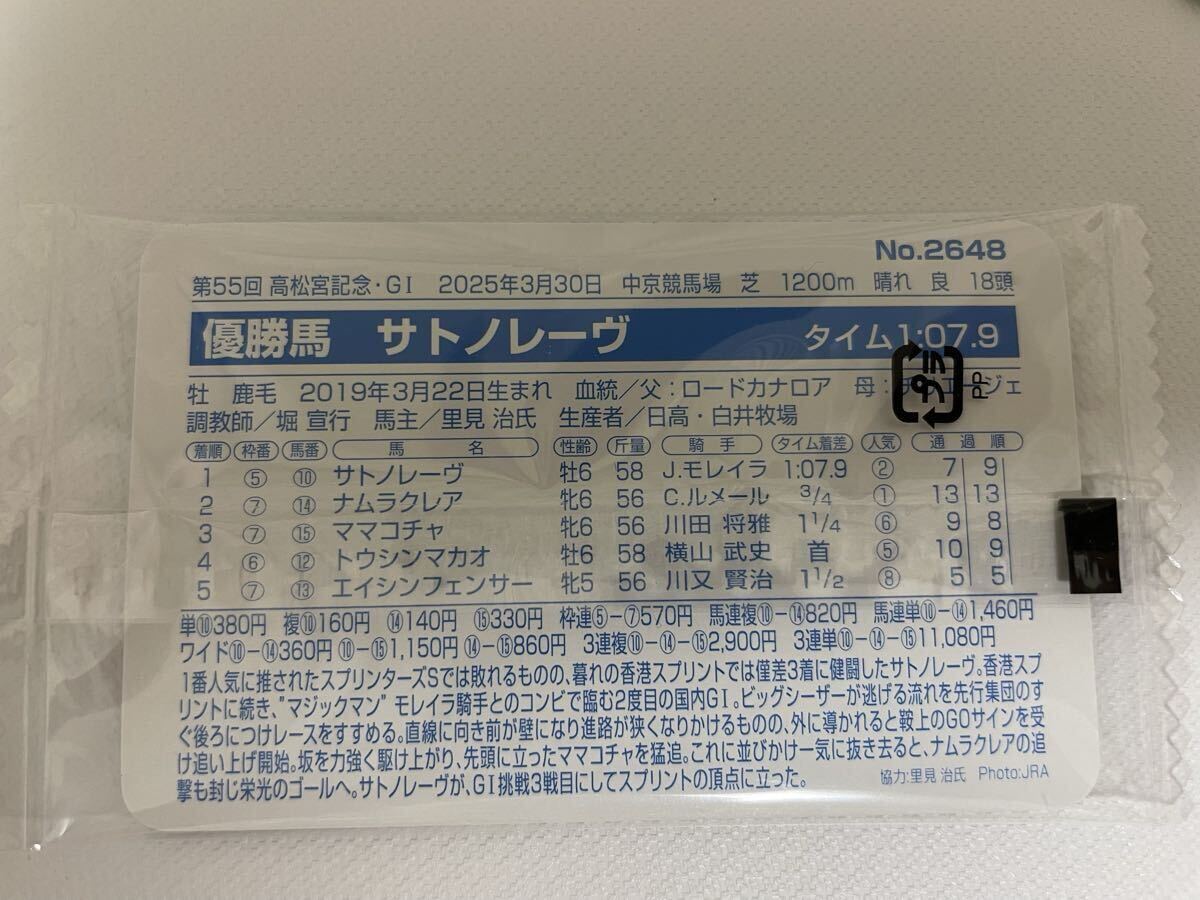 No.2648
第55回 高松宮記念・GI 2025年3月30日 中京競馬場 芝 1200m 晴れ 良 18頭
優勝馬 サトノレーヴ タイム1:07.9
プラ
PP
牡 鹿毛 2019年3月22日生まれ 血統/父:ロードカナロア 母:
調教師/堀 宣行 馬主/里見 治氏 生産者/日高・白井牧場
着順 枠番 馬番 馬名 性齢 斤量 騎手 タイム着差 人気 通過順
1 ⑤ ⑩ サトノレーヴ 牡6 58 J.モレイラ 1:07.9 ② 7 9
2 ⑦ ⑭ ナムラクレア 牝6 56 C.ルメール 3/4 ① 13 13
3 ⑦ ⑮ ママコチャ 牝6 56 川田 将雅 1 1/4 ⑥ 9 8
4 ⑥ ⑫ トウシンマカオ 牡6 58 横山 武史 首 ⑤ 10 9
5 ⑦ ⑬ エイシンフェンサー 牝5 56 川又 賢治 1 1/2 ⑧ 5 5
単⑩380円 複⑩160円 ⑭140円 ⑮330円 枠連⑤-⑦570円 馬連複⑩-⑭820円 馬連単⑩-⑭1,460円
ワイド⑩-⑭360円 ⑩-⑮1,150円 ⑭-⑮860円 3連複⑩-⑭-⑮2,900円 3連単⑩-⑭-⑮11,080円
1番人気に推されたスプリンターズSでは敗れるものの、暮れの香港スプリントでは僅差3着に健闘したサトノレーヴ。香港スプ
リントに続き、"マジックマン" モレイラ騎手とのコンビで臨む2度目の国内GI。ビッグシーザーが逃げる流れを先行集団のす
ぐ後ろにつけレースをすすめる。直線に向き前が壁になり進路が狭くなりかけるものの、外に導かれると鞍上のGOサインを受
け追い上げ開始。坂を力強く駆け上がり、先頭に立ったママコチャを猛追。これに並びかけ一気に抜き去ると、ナムラクレアの追
撃も封じ栄光のゴールへ。サトノレーヴが、GI挑戦3戦目にしてスプリントの頂点に立った。
協力:里見 治氏 Photo:JRA